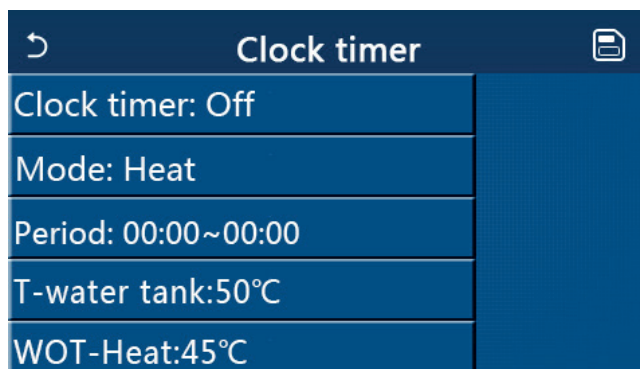 Clock timer
Clock timer: Off
Mode: Heat
Period: 00:00~00:00
T-water tank:50℃
WOT-Heat:45℃